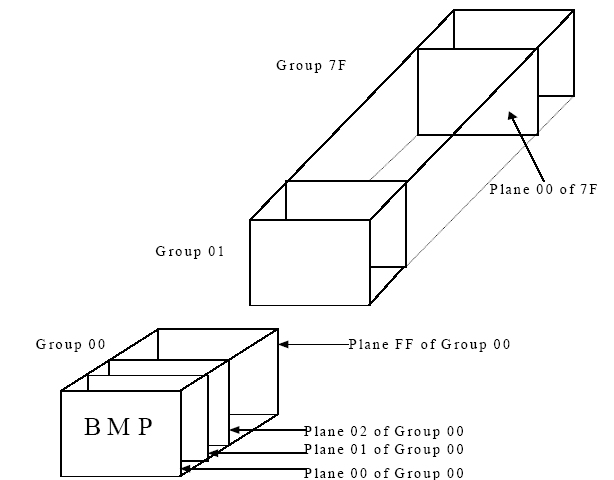 Group 7F
Plane 00 of 7F
Group 01
Group 00
Plane FF of Group 00
BMP
Plane 02 of Group 00
Plane 01 of Group 00
Plane 00 of Group 00